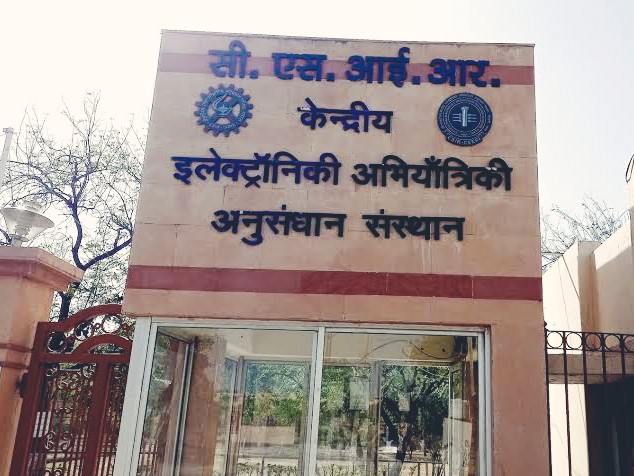 सी. एस. आई. आर.
केन्द्रीय
इलेक्ट्रॉनिकी अभियाँत्रिकी
अनुसंधान संस्थान